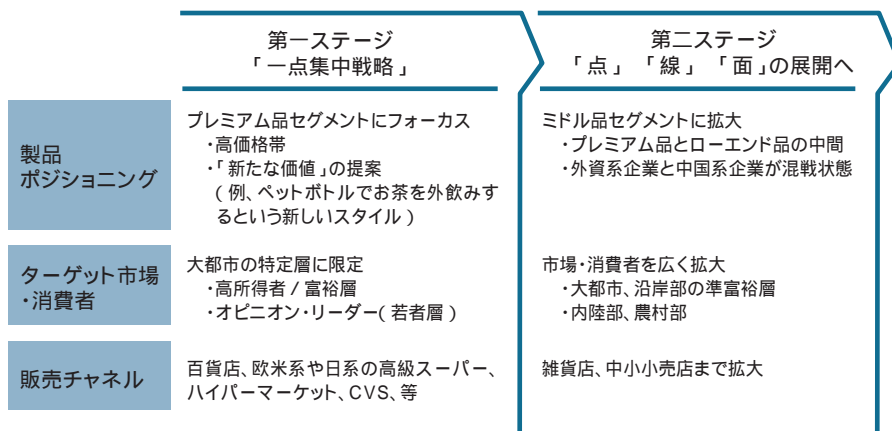 第一ステージ
「一点集中戦略」
第二ステージ
「点」「線」「面」の展開へ
製品
ポジショニング
プレミアム品セグメントにフォーカス
・高価格帯
・「新たな価値」の提案
(例、ペットボトルでお茶を外飲みす
るという新しいスタイル)
ミドル品セグメントに拡大
・プレミアム品とローエンド品の中間
・外資系企業と中国系企業が混戦状態
ターゲット市場
・消費者
大都市の特定層に限定
・高所得者/富裕層
・オピニオン・リーダー(若者層)
市場・消費者を広く拡大
・大都市、沿岸部の準富裕層
・内陸部、農村部
販売チャネル
百貨店、欧米系や日系の高級スーパー、
ハイパーマーケット、CVS、等
雑貨店、中小小売店まで拡大